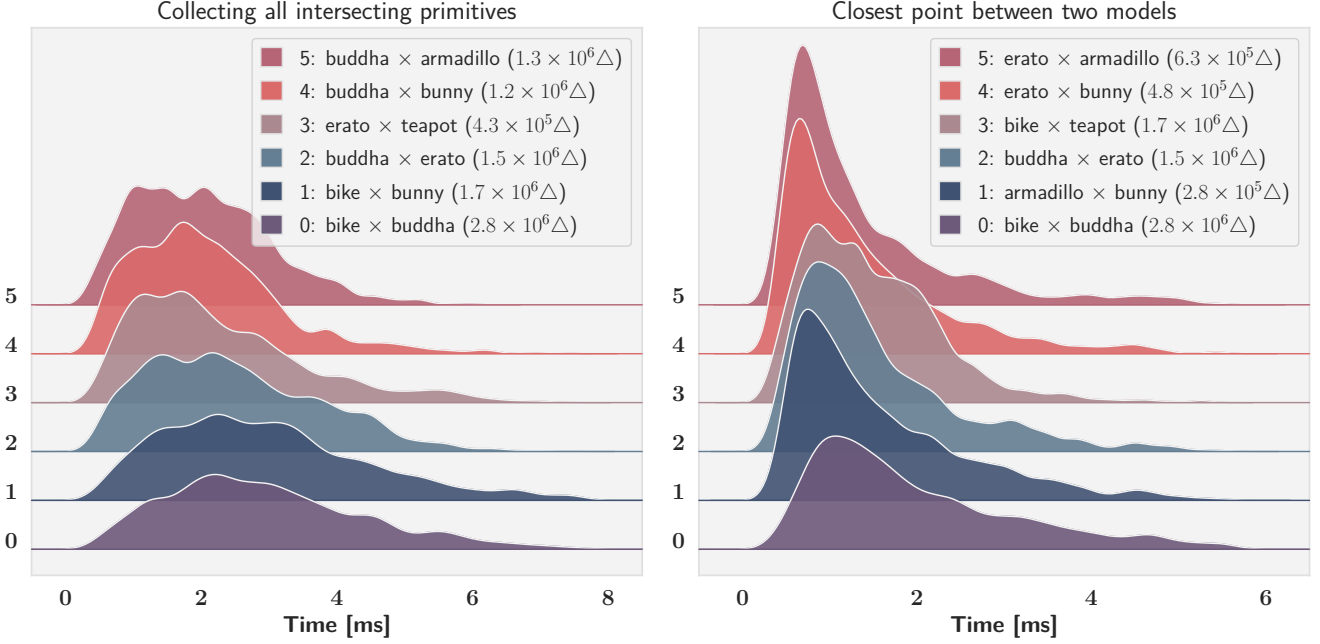 Collecting all intersecting primitives
5: buddha × armadillo (1.3 × 10⁶△)
4: buddha × bunny (1.2 × 10⁶△)
3: erato × teapot (4.3 × 10⁵△)
2: buddha × erato (1.5 × 10⁶△)
1: bike × bunny (1.7 × 10⁶△)
0: bike × buddha (2.8 × 10⁶△)
5
4
3
2
1
0
0 2 4 6 8
Time [ms]
Closest point between two models
5: erato × armadillo (6.3 × 10⁵△)
4: erato × bunny (4.8 × 10⁵△)
3: bike × teapot (1.7 × 10⁶△)
2: buddha × erato (1.5 × 10⁶△)
1: armadillo × bunny (2.8 × 10⁵△)
0: bike × buddha (2.8 × 10⁶△)
5
4
3
2
1
0
0 2 4 6
Time [ms]